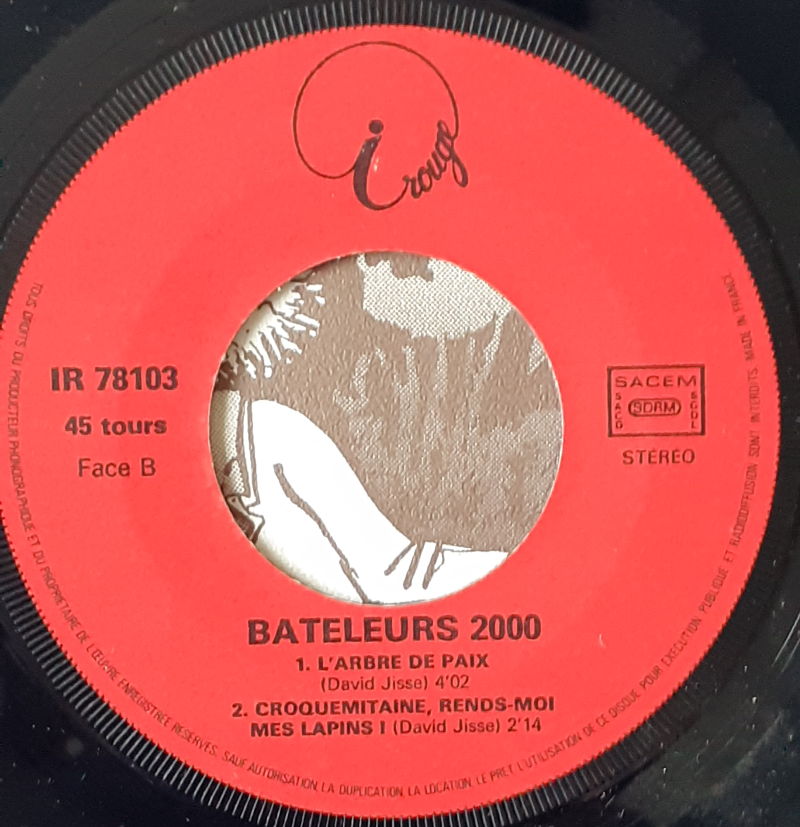 i rouge
IR 78103
45 tours
Face B
SACEM
SACD
SDRM
SGDL
STÉRÉO
BATELEURS 2000
1. L'ARBRE DE PAIX
(David Jisse) 4'02
2. CROQUEMITAINE, RENDS-MOI
MES LAPINS ! (David Jisse) 2'14
TOUS DROITS DU PRODUCTEUR PHONOGRAPHIQUE ET DU PROPRIETAIRE DE L'ŒUVRE ENREGISTREE RESERVES. SAUF AUTORISATION, LA DUPLICATION, LA LOCATION, LE PRET, L'UTILISATION DE CE DISQUE POUR EXECUTION PUBLIQUE ET RADIODIFFUSION SONT INTERDITS. MADE IN FRANCE